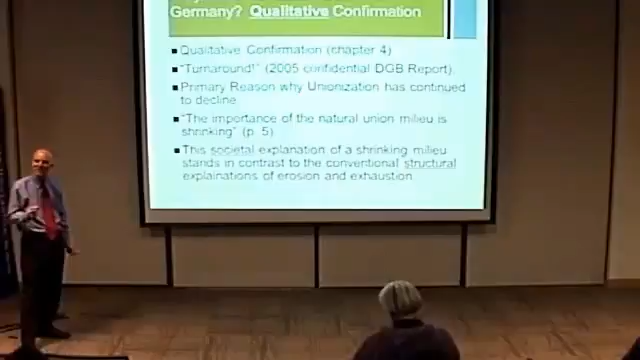 Germany? Qualitative Confirmation
Qualitative Confirmation (chapter 4)
"Turnaround!" (2005 confidential DGB Report).
Primary Reason why Unionization has continued
to decline
"The importance of the natural union milieu is
shrinking" (p. 5)
This societal explanation of a shrinking milieu
stands in contrast to the conventional structural
explainations of erosion and exhaustion.